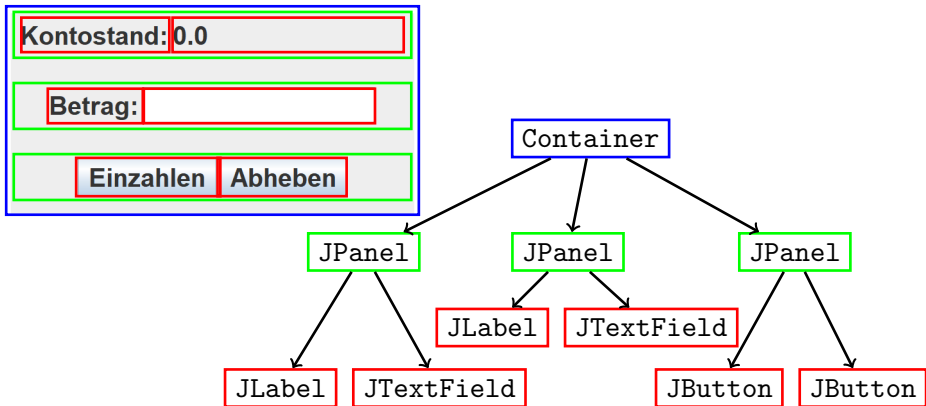 Kontostand: 0.0
Betrag:
Einzahlen Abheben
Container
JPanel JPanel JPanel
JLabel JTextField
JLabel JTextField JButton JButton